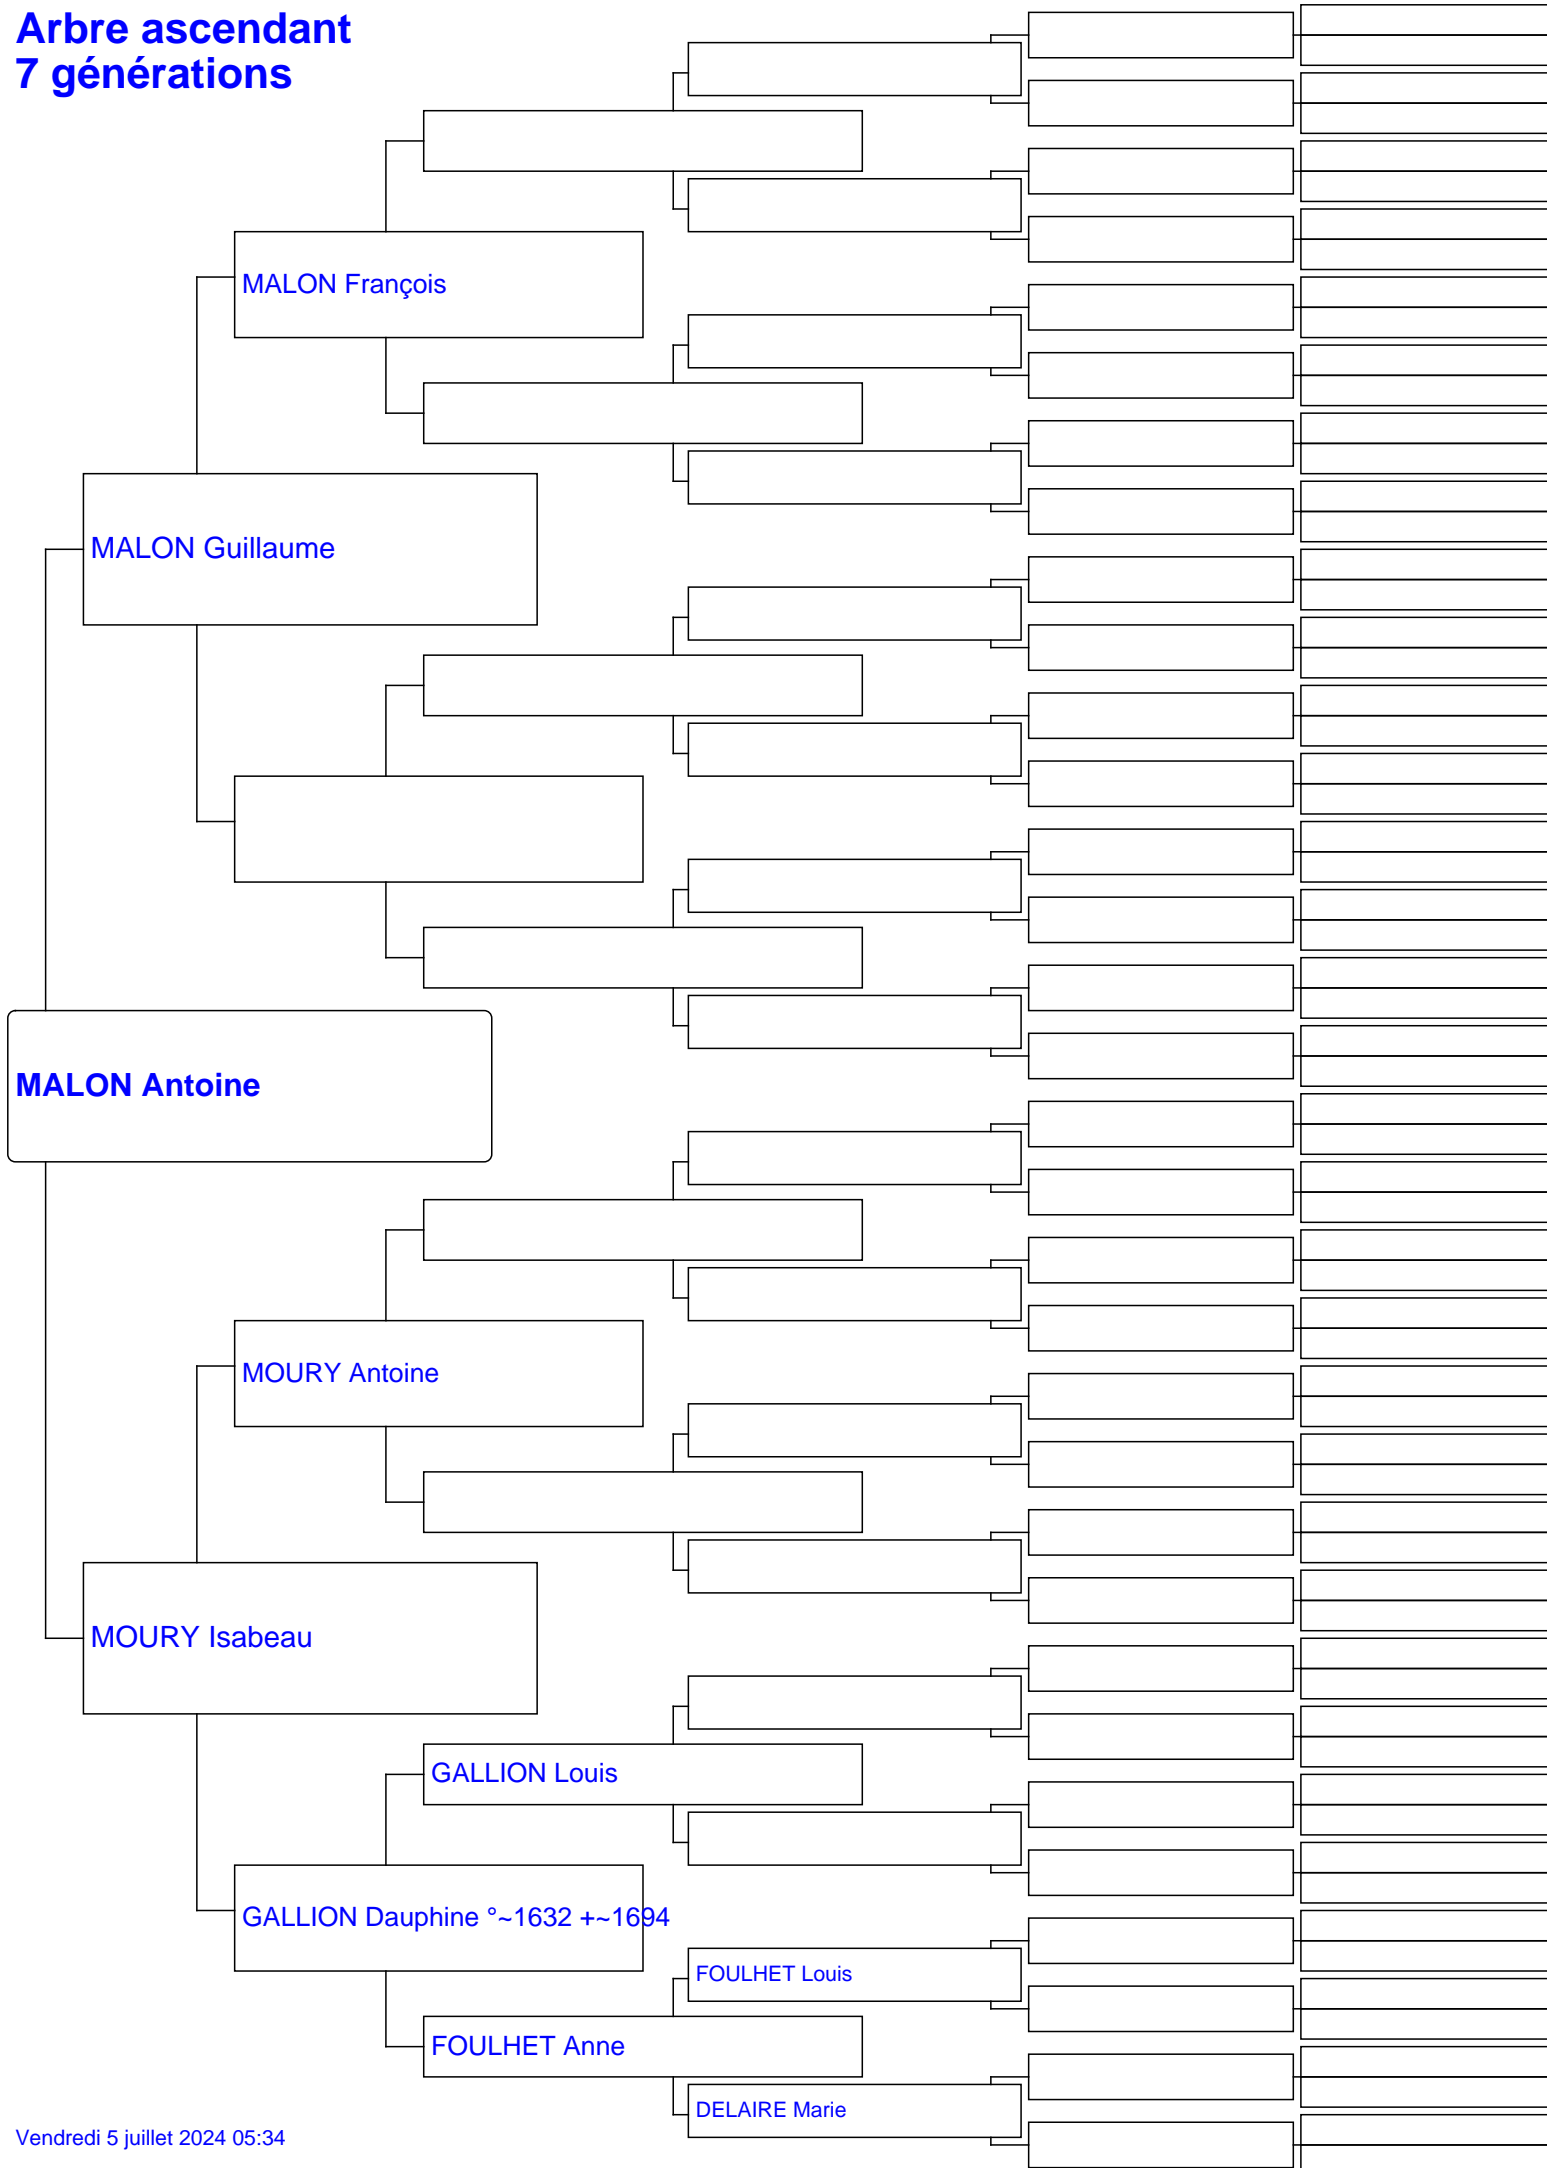 Arbre ascendant
7 générations
MALON François
MALON Guillaume
MALON Antoine
MOURY Antoine
MOURY Isabeau
GALLION Louis
GALLION Dauphine °~1632 +~1694
FOULHET Louis
FOULHET Anne
DELAIRE Marie
Vendredi 5 juillet 2024 05:34